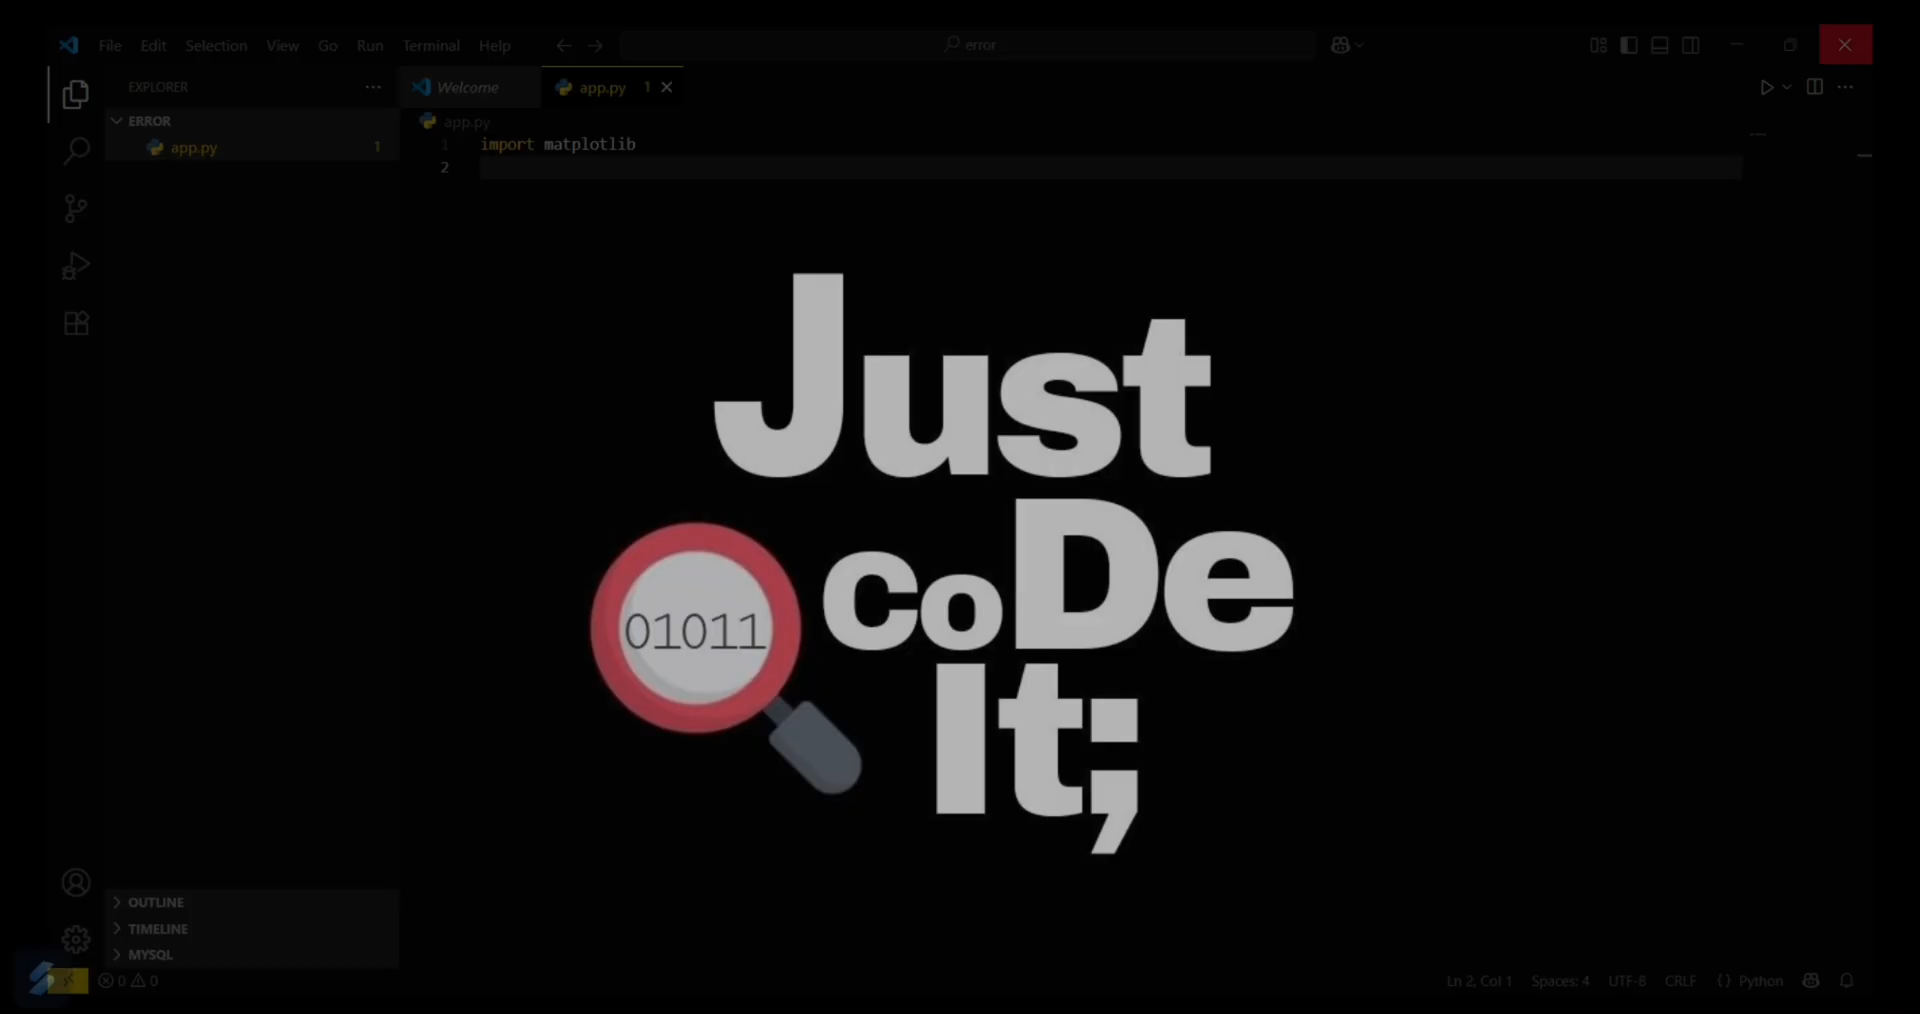 File Edit Selection View Go Run Terminal Help
error
EXPLORER
Welcome
app.py 1
ERROR
app.py 1
app.py
1 import matplotlib
2
Just
coDe
It;
01011
OUTLINE
TIMELINE
MYSQL
0 0
Ln 2, Col 1 Spaces: 4 UTF-8 CRLF {} Python